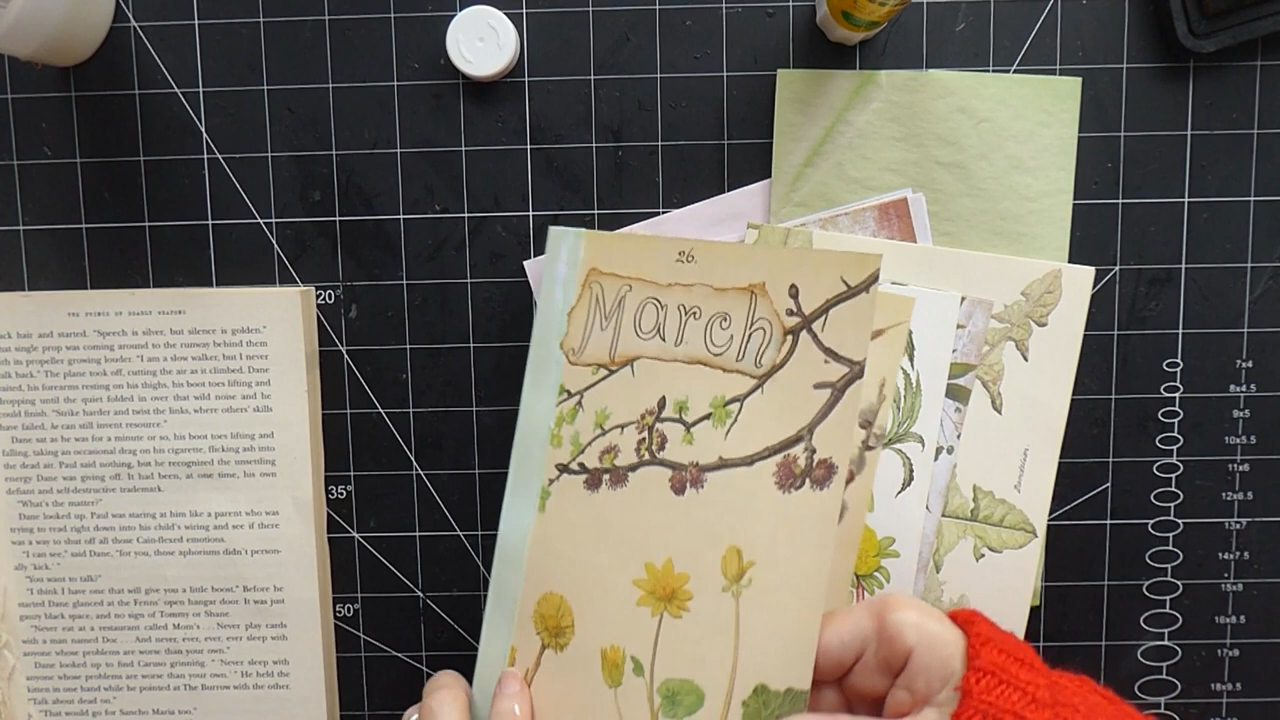 THE PRINCE OF DEADLY WEAPONS
ack hair and started. "Speech is silver, but silence is golden."
hat single prop was coming around to the runway behind them
ith its propeller growing louder. "I am a slow walker, but I never
alk back." The plane took off, cutting the air as it climbed. Dane
aited, his forearms resting on his thighs, his boot toes lifting and
dropping until the quiet folded in over that wild noise and he
could finish. "Strike harder and twist the links, where others' skills
have failed, he can still invent resource."
Dane sat as he was for a minute or so, his boot toes lifting and
falling, taking an occasional drag on his cigarette, flicking ash into
the dead air. Paul said nothing, but he recognized the unsettling
energy Dane was giving off. It had been, at one time, his own
defiant and self-destructive trademark.
"What's the matter?"
Dane looked up. Paul was staring at him like a parent who was
trying to read right down into his child's wiring and see if there
was a way to shut off all those Cain-flexed emotions.
"I can see," said Dane, "for you, those aphorisms didn't person-
ally 'kick.'"
"You want to talk?"
"I think I have one that will give you a little boost." Before he
started Dane glanced at the Fenns' open hangar door. It was just
gauzy black space, and no sign of Tommy or Shane.
"Never eat at a restaurant called Mom's . . . Never play cards
with a man named Doc . . . And never, ever, ever sleep with
anyone whose problems are worse than your own."
Dane looked up to find Caruso grinning. "'Never sleep with
anyone whose problems are worse than your own.'" He held the
kitten in one hand while he pointed at The Burrow with the other.
"Talk about dead on."
"That would go for Sancho Maria too."
26.
March
Dandelion.
20°
35°
50°
7x4
8x4.5
9x5
10x5.5
11x6
12x6.5
13x7
14x7.5
15x8
16x8.5
17x9
18x9.5